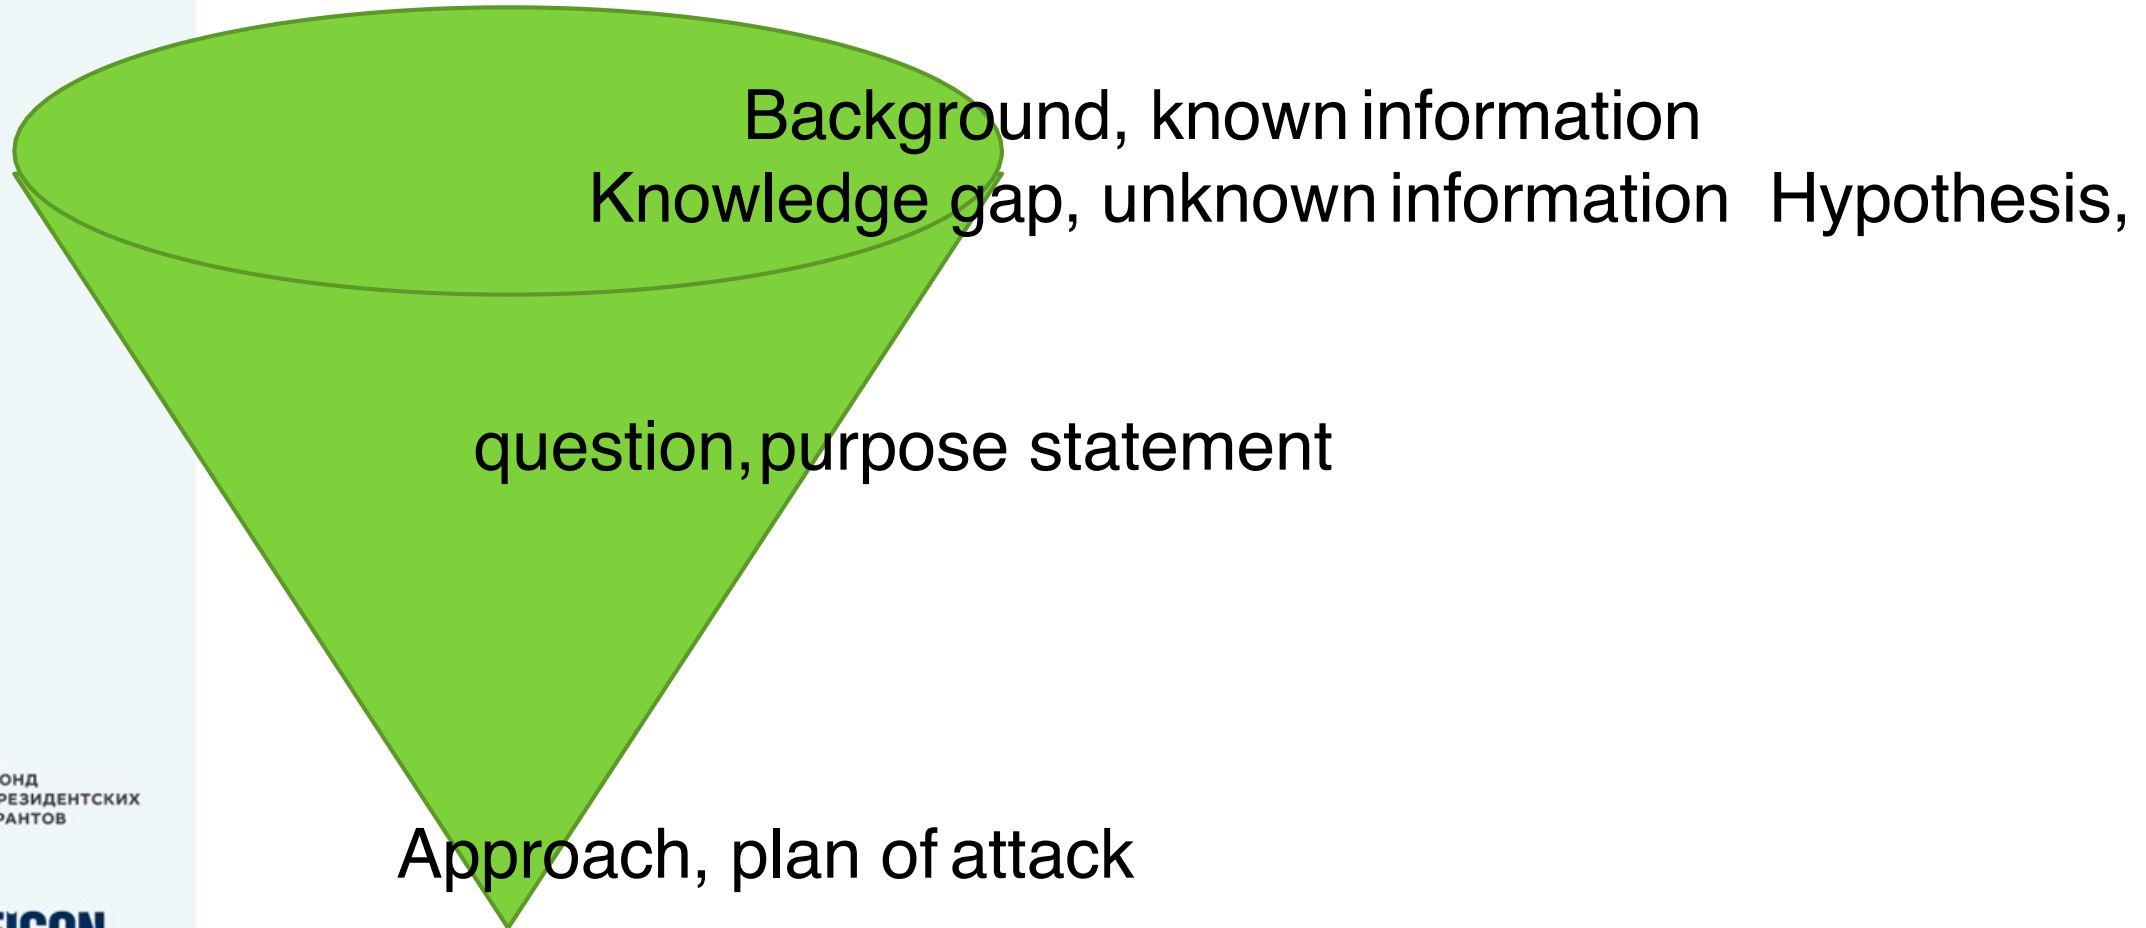 Background, known information
Knowledge gap, unknown information Hypothesis,
question, purpose statement
ОНД
РЕЗИДЕНТСКИХ
РАНТОВ
Approach, plan of attack